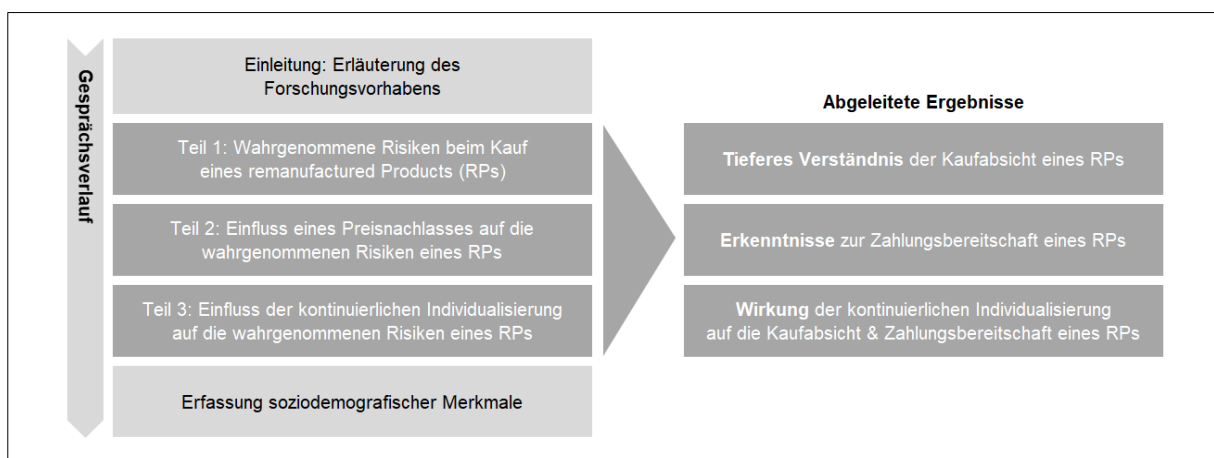 Gesprächsverlauf
Einleitung: Erläuterung des
Forschungsvorhabens
Teil 1: Wahrgenommene Risiken beim Kauf
eines remanufactured Products (RPs)
Teil 2: Einfluss eines Preisnachlasses auf die
wahrgenommenen Risiken eines RPs
Teil 3: Einfluss der kontinuierlichen Individualisierung
auf die wahrgenommenen Risiken eines RPs
Erfassung soziodemografischer Merkmale
Abgeleitete Ergebnisse
Tieferes Verständnis der Kaufabsicht eines RPs
Erkenntnisse zur Zahlungsbereitschaft eines RPs
Wirkung der kontinuierlichen Individualisierung
auf die Kaufabsicht & Zahlungsbereitschaft eines RPs